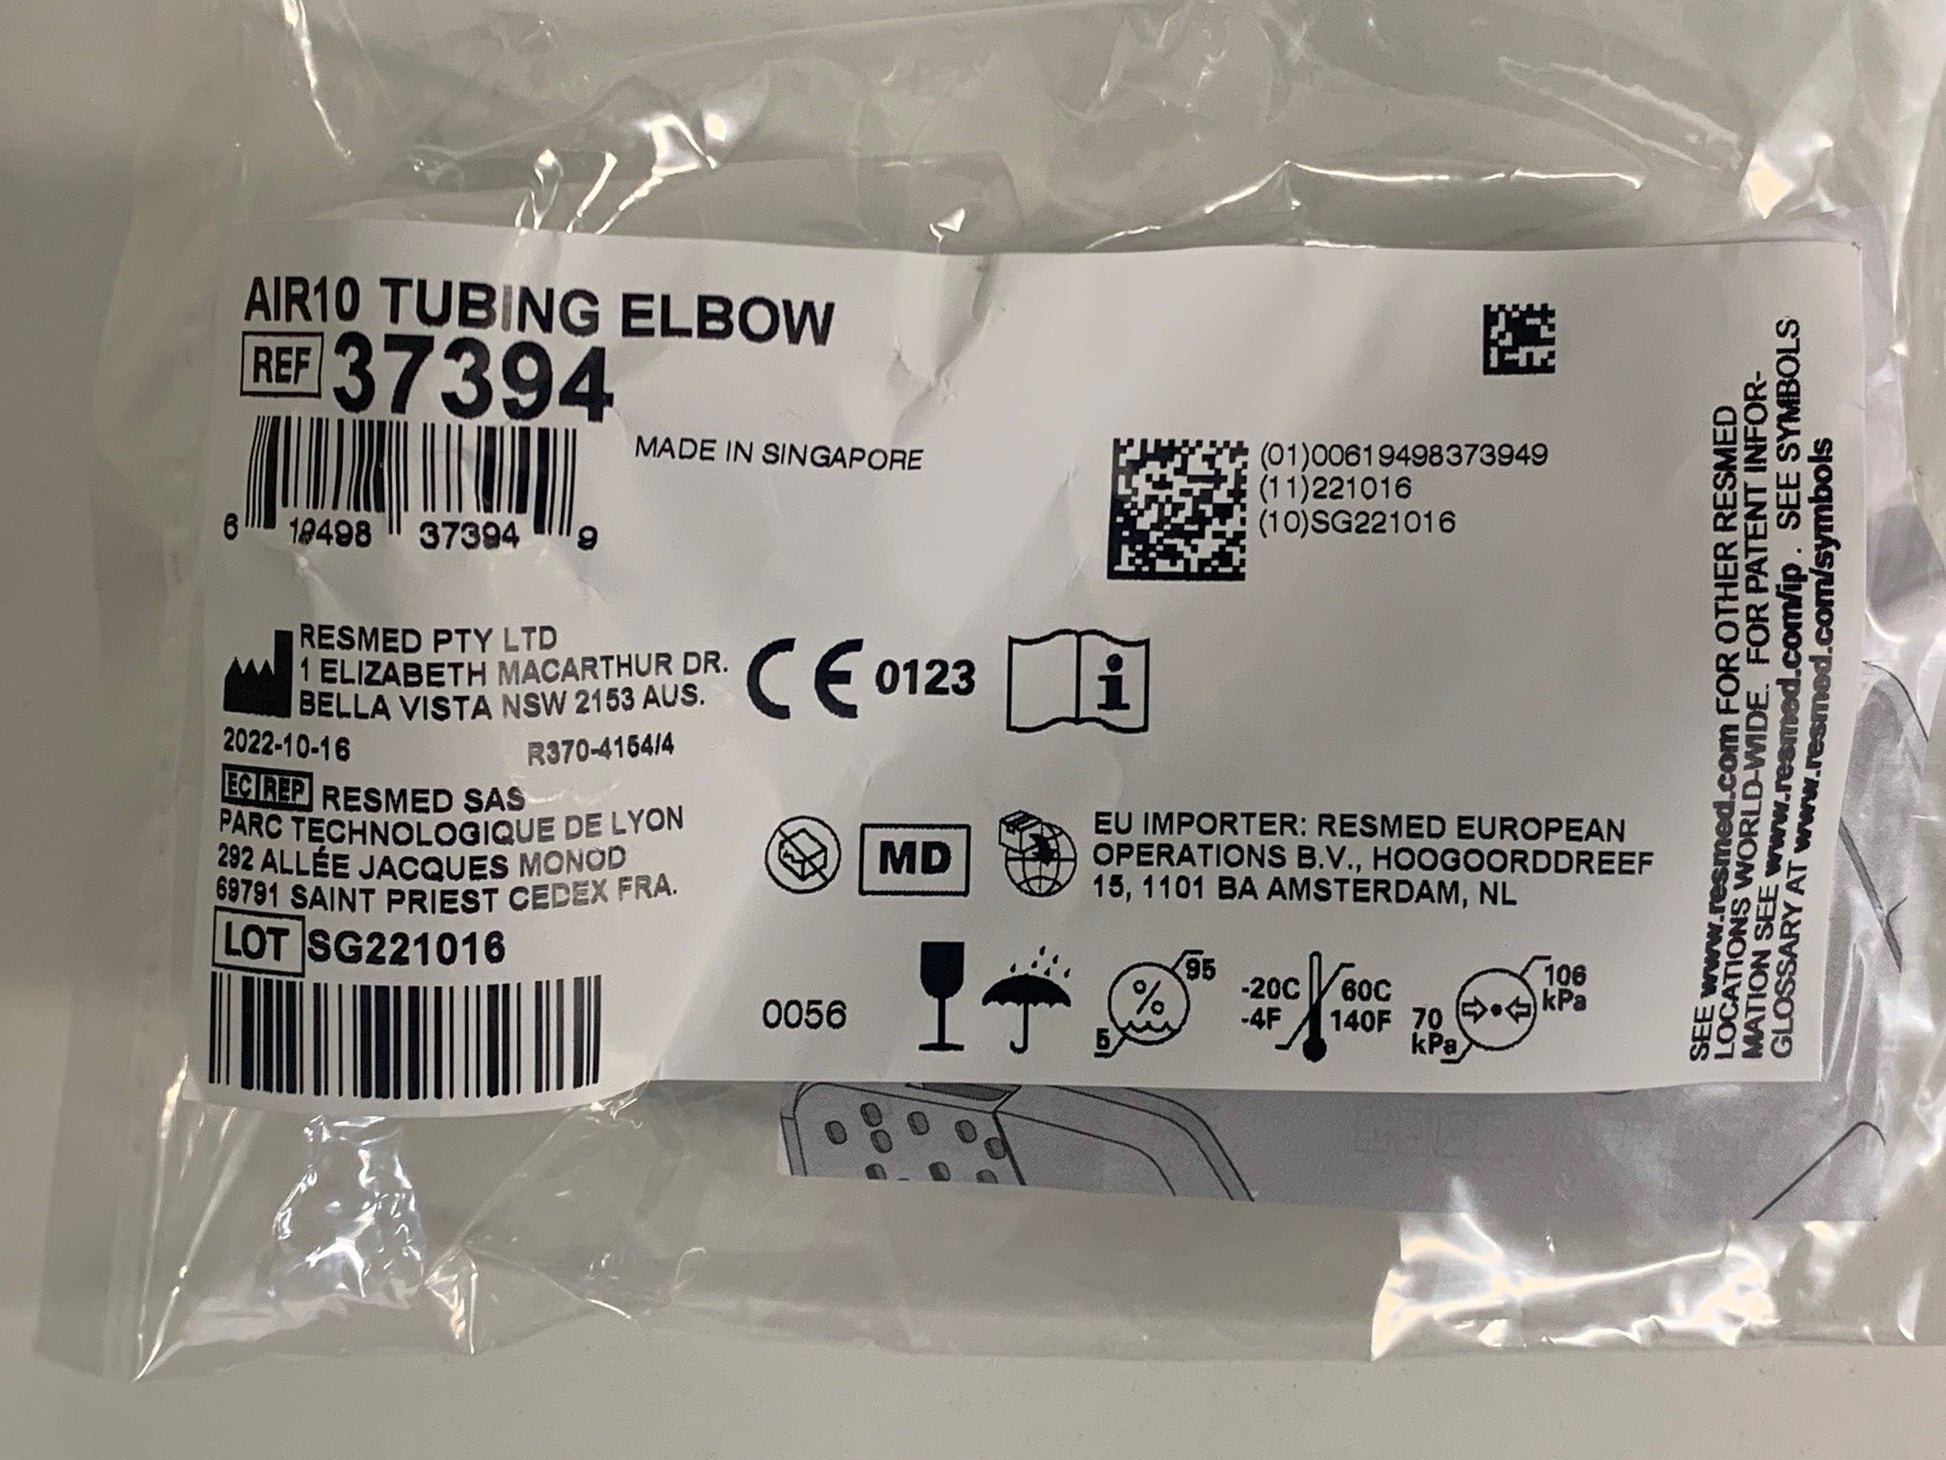 AIR10 TUBING ELBOW
REF 37394
6 19498 37394 9
MADE IN SINGAPORE
(01)00619498373949
(11)221016
(10)SG221016
RESMED PTY LTD
1 ELIZABETH MACARTHUR DR.
BELLA VISTA NSW 2153 AUS.
2022-10-16 R370-4154/4
CE 0123
EC REP RESMED SAS
PARC TECHNOLOGIQUE DE LYON
292 ALLÉE JACQUES MONOD
69791 SAINT PRIEST CEDEX FRA.
LOT SG221016
MD
EU IMPORTER: RESMED EUROPEAN
OPERATIONS B.V., HOOGOORDDREEF
15, 1101 BA AMSTERDAM, NL
0056
% 95
5
-20C 60C
-4F 140F
106
kPa
70
kPa
SEE www.resmed.com FOR OTHER RESMED
LOCATIONS WORLD-WIDE. FOR PATENT INFOR-
MATION SEE www.resmed.com/ip . SEE SYMBOLS
GLOSSARY AT www.resmed.com/symbols